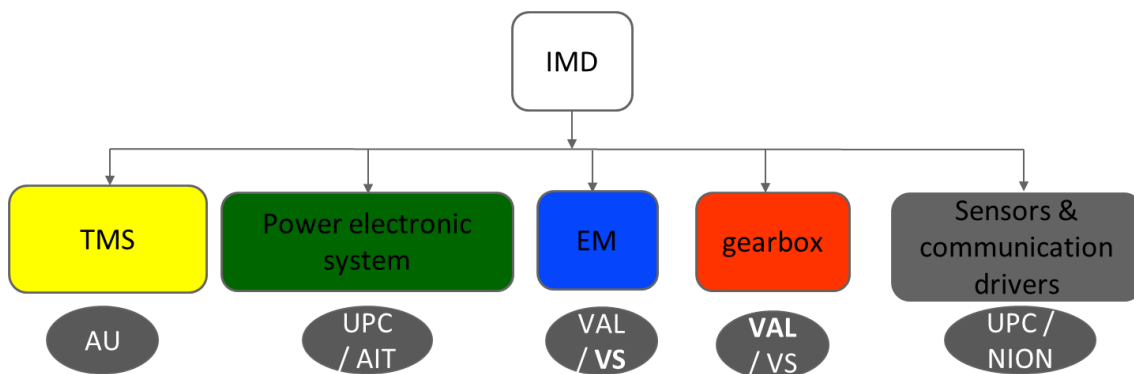 IMD
TMS
Power electronic
system
EM
gearbox
Sensors &
communication
drivers
AU
UPC
/ AIT
VAL
/ VS
VAL
/ VS
UPC /
NION